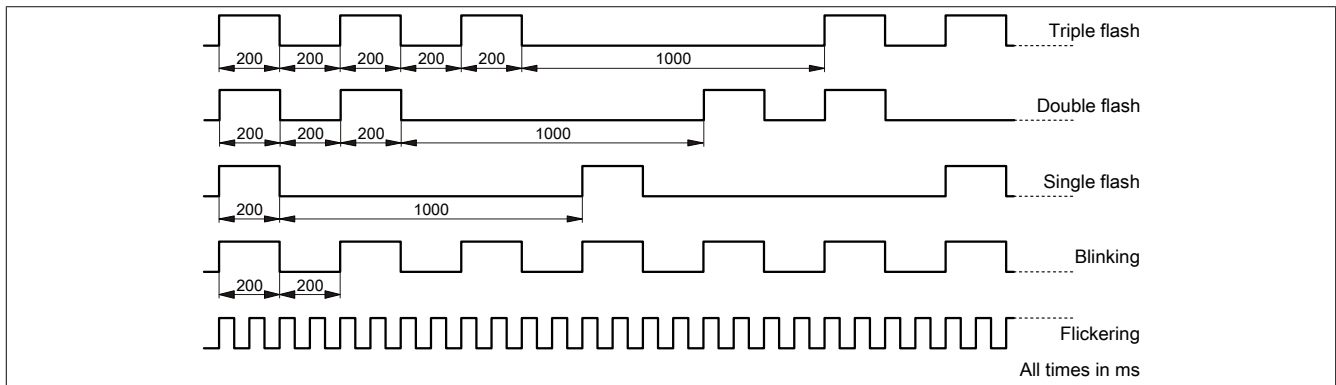 Triple flash
200 200 200 200 200 1000
Double flash
200 200 200 1000
Single flash
200 1000
Blinking
200 200
Flickering
All times in ms